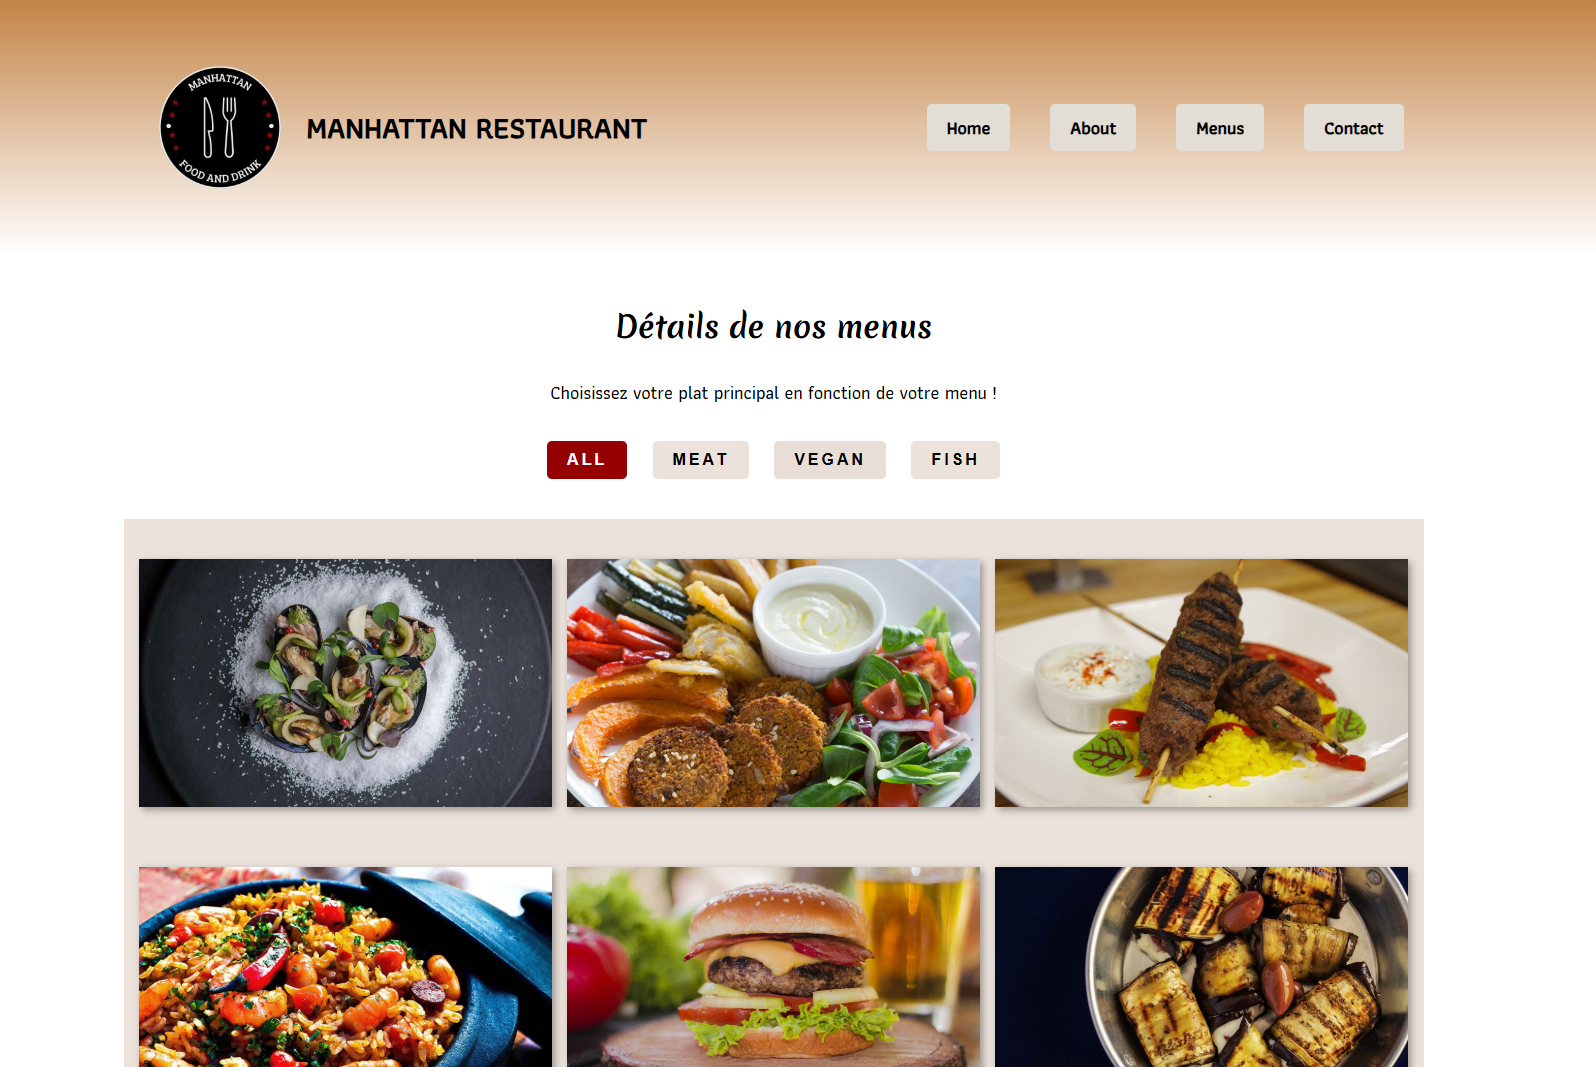 MANHATTAN
FOOD AND DRINK
MANHATTAN RESTAURANT
Home
About
Menus
Contact
Détails de nos menus
Choisissez votre plat principal en fonction de votre menu !
ALL
MEAT
VEGAN
FISH